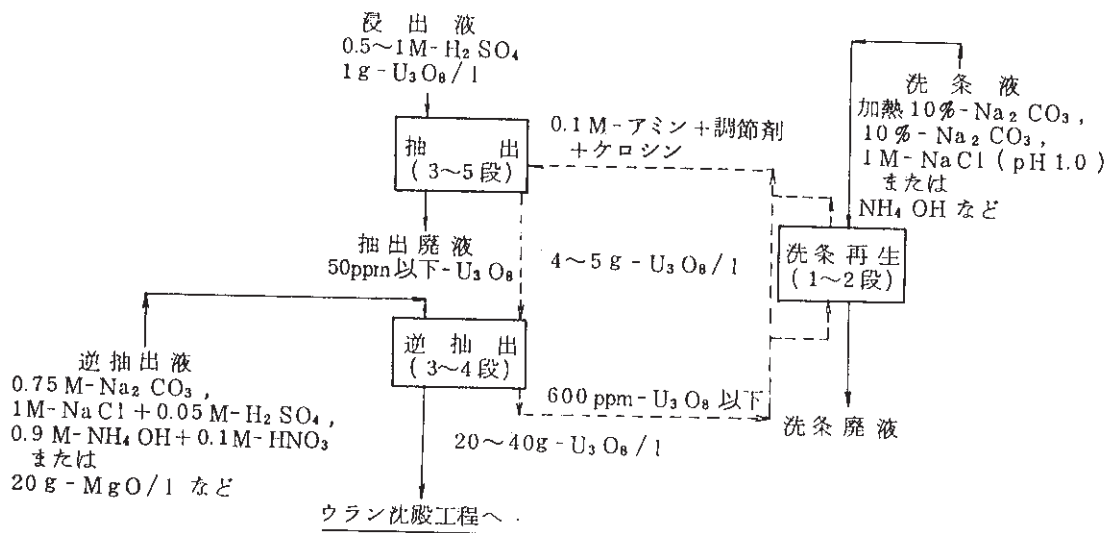 浸出液
0.5～1M-H₂SO₄
1g-U₃O₈/l
抽出
(3～5段)
抽出廃液
50ppm以下-U₃O₈
0.1M-アミン+調節剤
+ケロシン
4～5g-U₃O₈/l
洗条液
加熱10%-Na₂CO₃,
10%-Na₂CO₃,
1M-NaCl(pH1.0)
または
NH₄OHなど
洗条再生
(1～2段)
洗条廃液
逆抽出
(3～4段)
600ppm-U₃O₈以下
20～40g-U₃O₈/l
逆抽出液
0.75M-Na₂CO₃,
1M-NaCl+0.05M-H₂SO₄,
0.9M-NH₄OH+0.1M-HNO₃
または
20g-MgO/lなど
ウラン沈殿工程へ